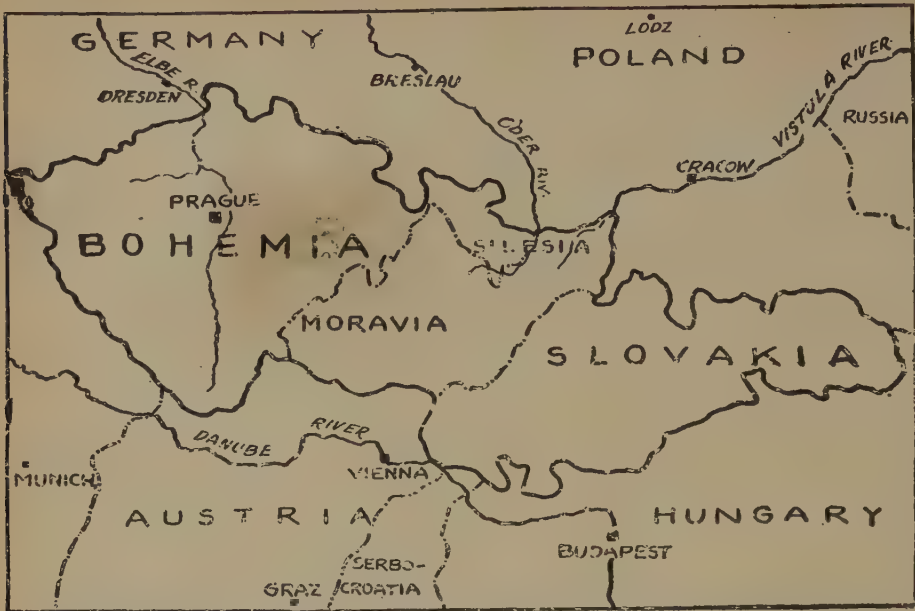 GERMANY
LODZ
POLAND
ELBE R.
DRESDEN
BRESLAU
ODER RIV.
VISTULA RIVER
RUSSIA
CRACOW
PRAGUE
BOHEMIA
SILESIA
MORAVIA
SLOVAKIA
DANUBE RIVER
MUNICH
VIENNA
AUSTRIA
HUNGARY
BUDAPEST
SERBO-
CROATIA
GRAZ